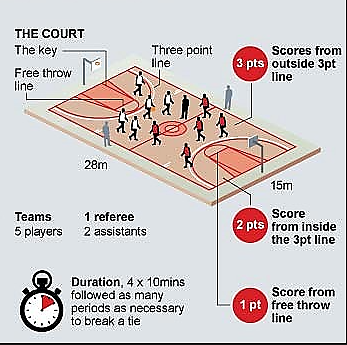 THE COURT
The key
Free throw
line
Three point
line
3 pts
Scores from
outside 3pt
line
28m
15m
Teams
5 players
1 referee
2 assistants
2 pts
Score
from inside
the 3pt line
Duration, 4 x 10mins
followed as many
periods as necessary
to break a tie
1 pt
Score from
free throw
line